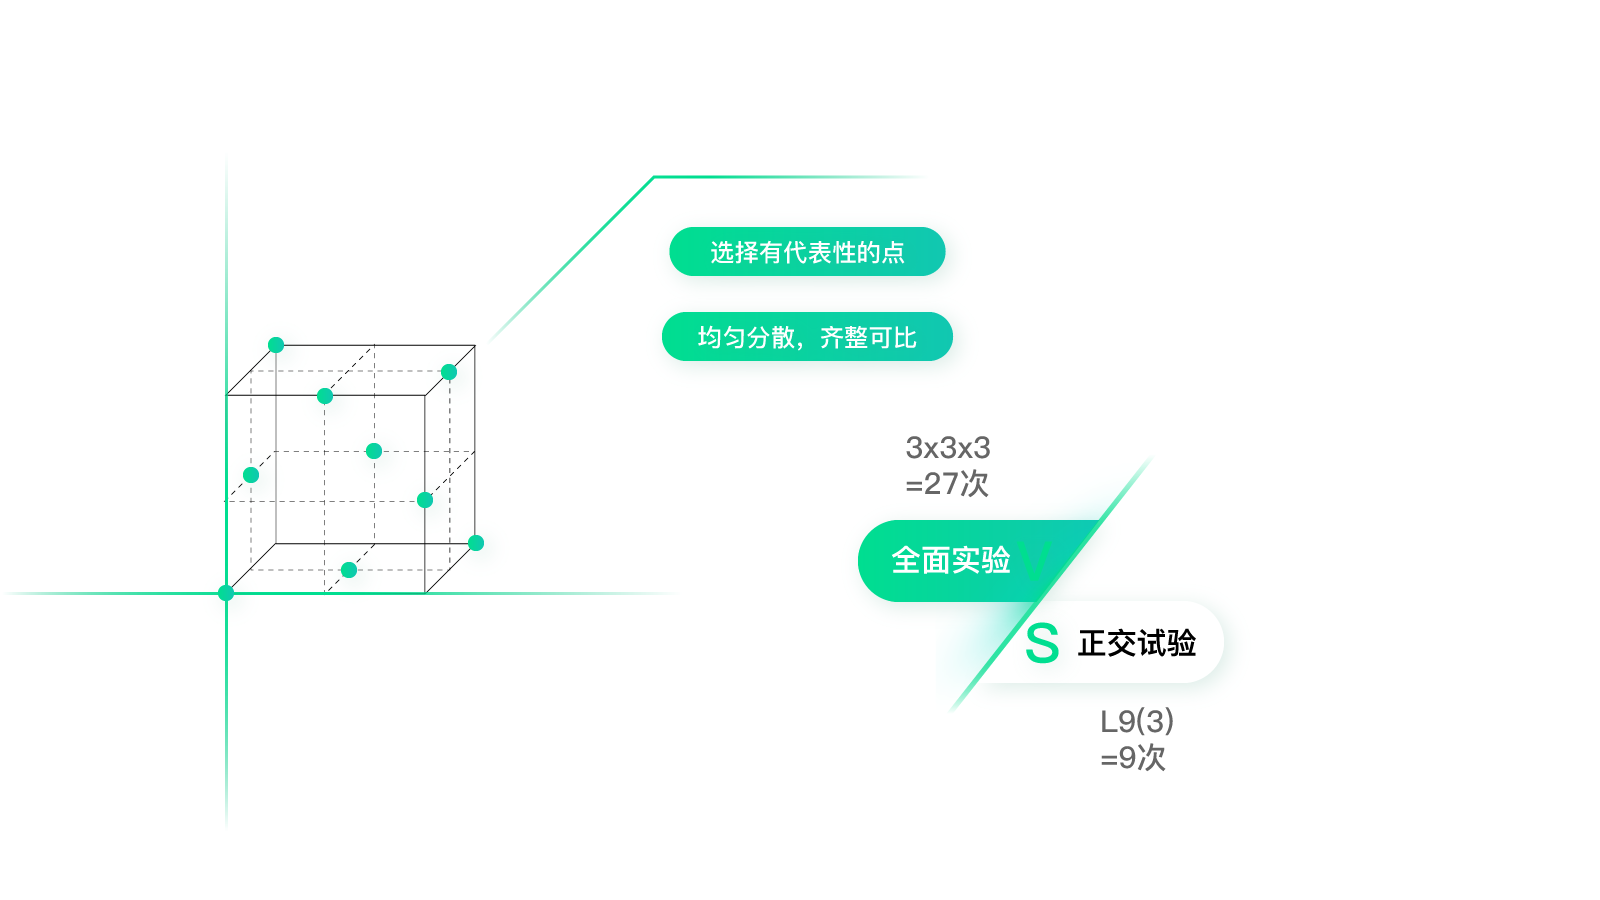 选择有代表性的点
均匀分散，齐整可比
3x3x3
=27次
全面实验 V
S 正交试验
L9(3)
=9次